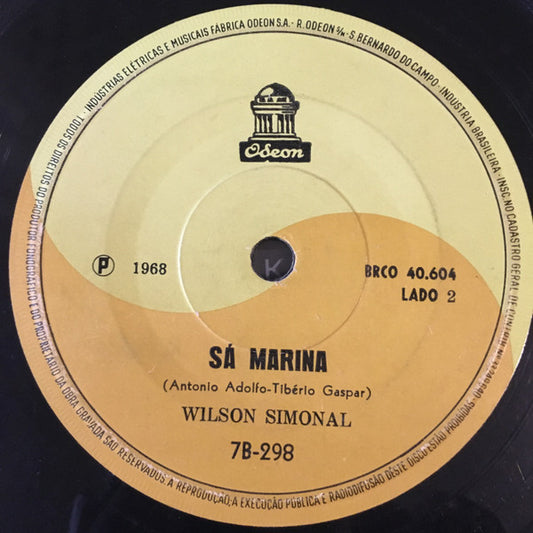 INDÚSTRIAS ELÉTRICAS E MUSICAIS FÁBRICA ODEON S.A. - R. ODEON S/N - S. BERNARDO DO CAMPO - INDUSTRIA BRASILEIRA - INSC. NO CADASTRO GERAL DE
TODOS OS DIREITOS DO PRODUTOR FONOGRÁFICO E DO PROPRIETÁRIO DA OBRA GRAVADA SÃO RESERVADOS. A REPRODUÇÃO, A EXECUÇÃO PÚBLICA E RADIODIFUSÃO DÊSTE DISCO ESTÃO PROIBIDAS
Odeon
P 1968
BRCO 40.604
LADO 2
K
SÁ MARINA
(Antonio Adolfo-Tibério Gaspar)
WILSON SIMONAL
7B-298